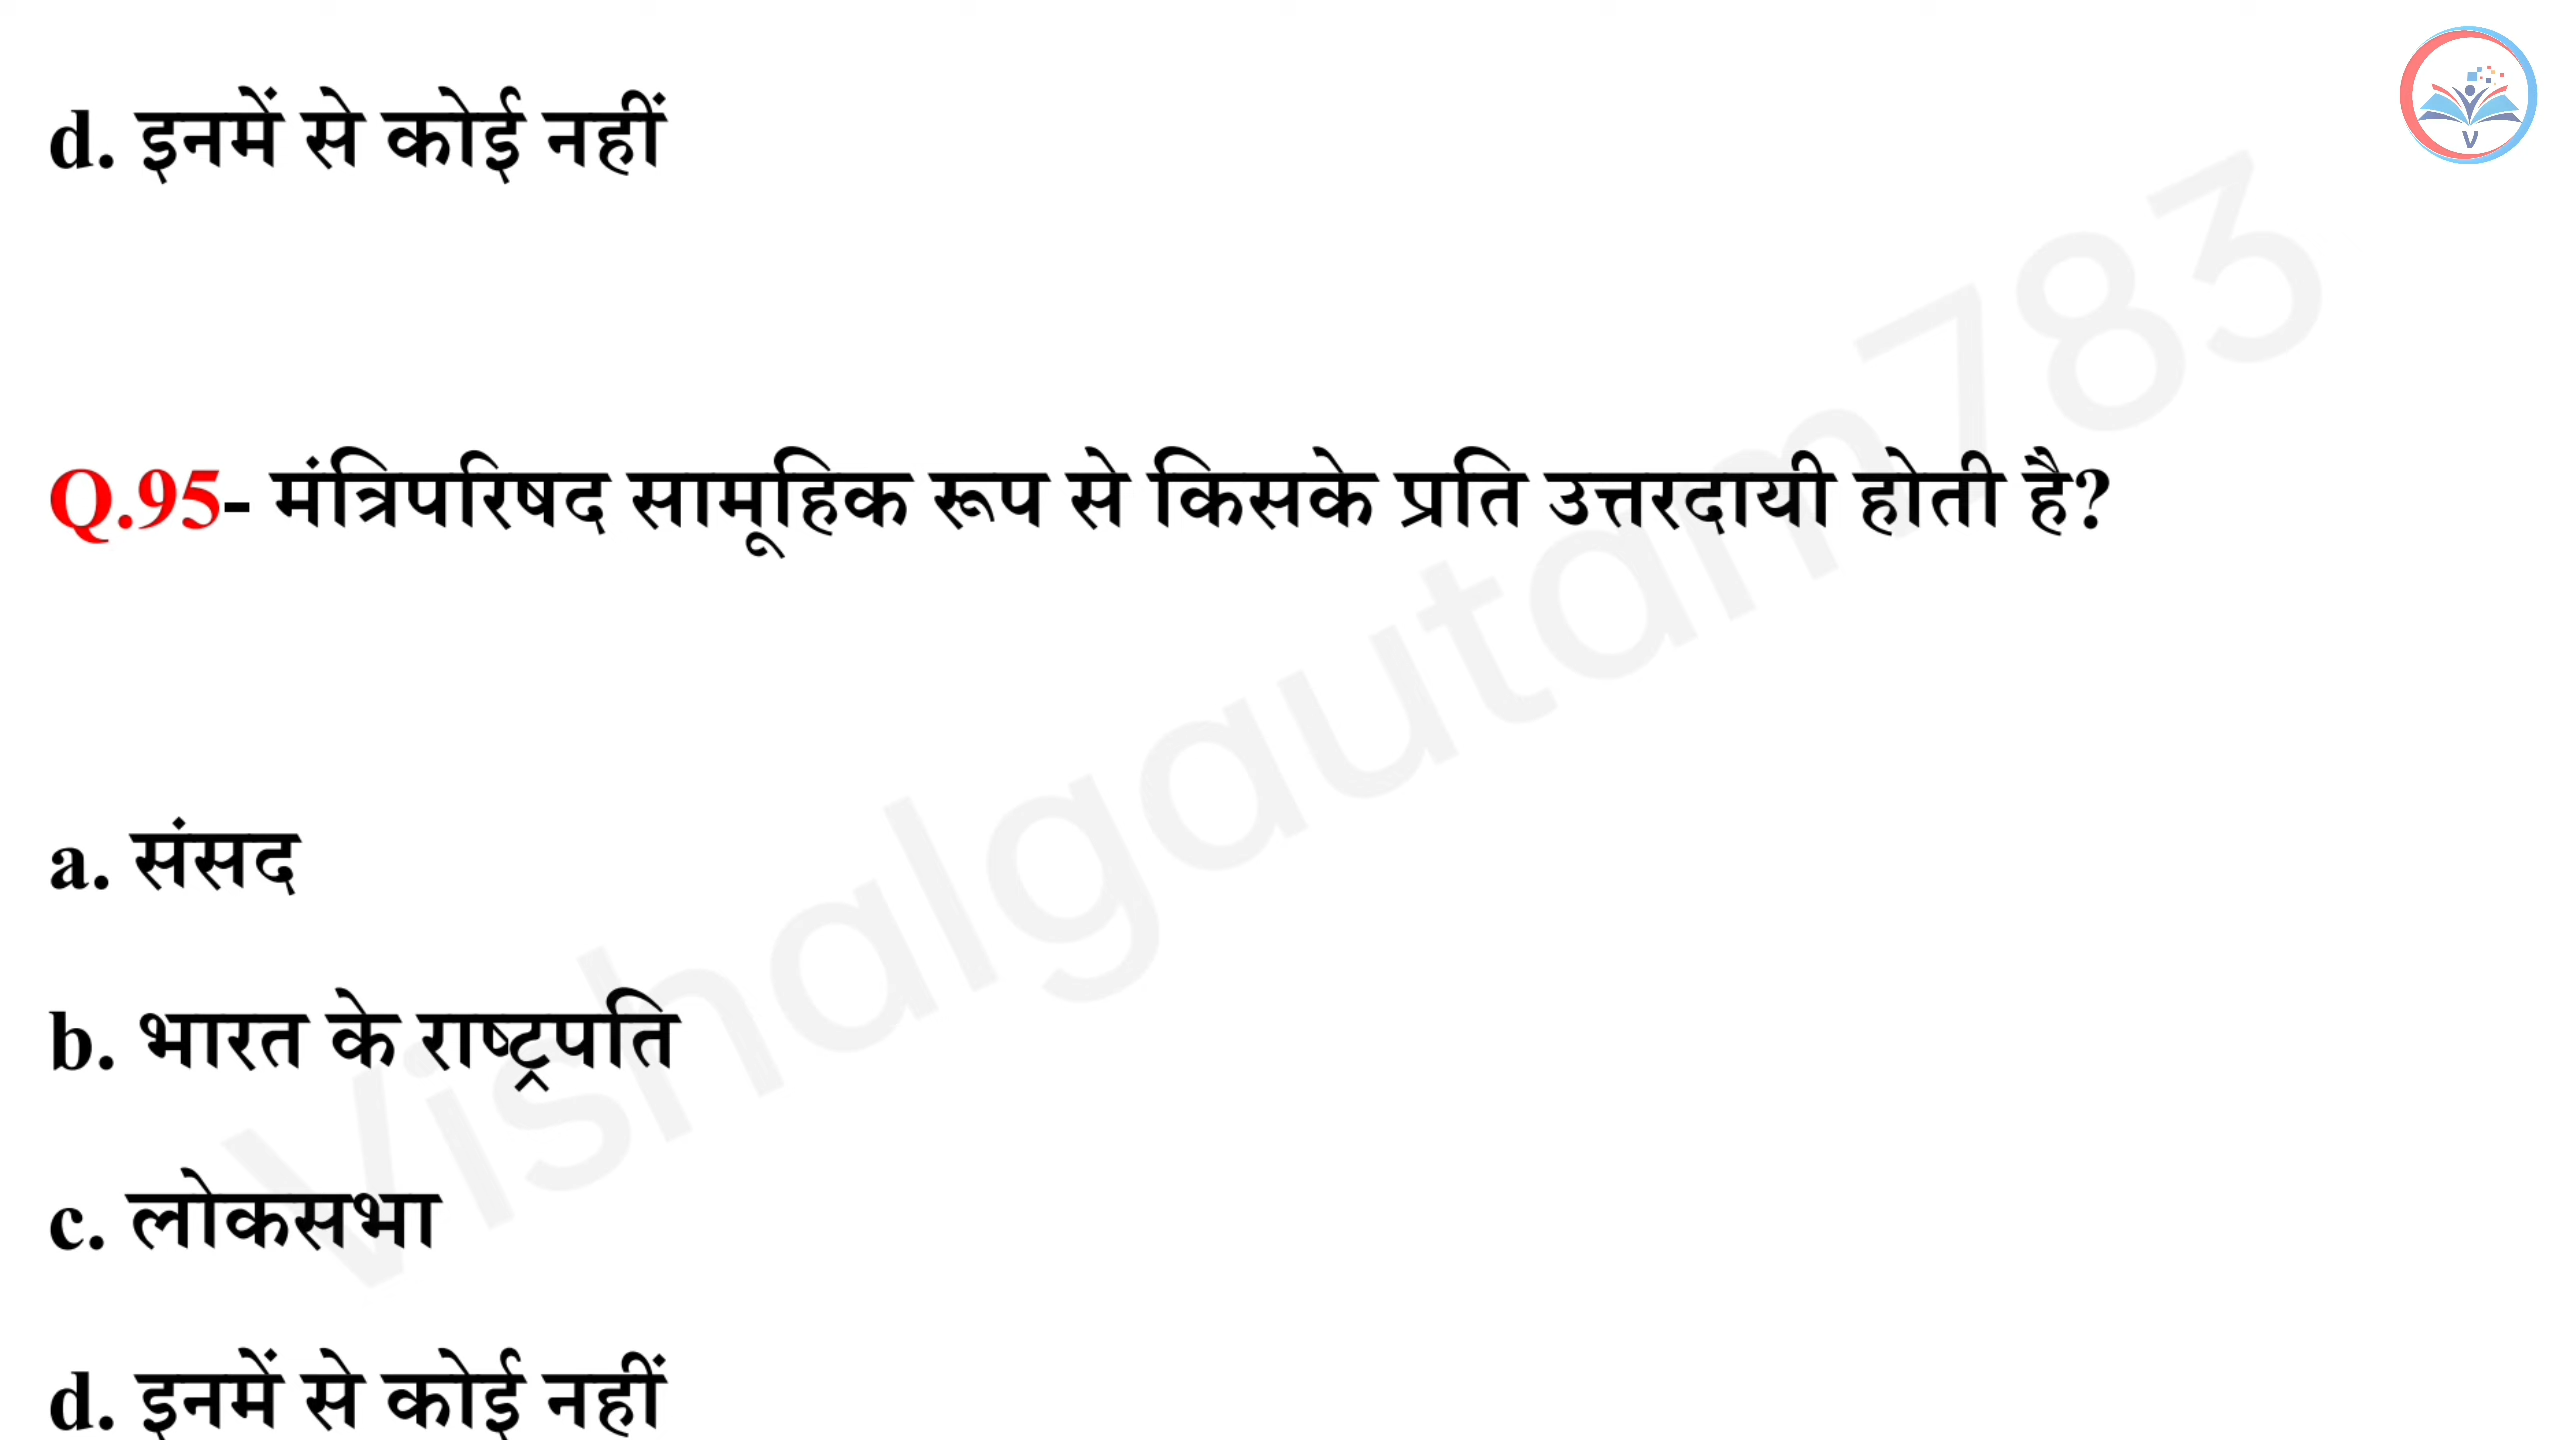 d. इनमें से कोई नहीं
Q.95- मंत्रिपरिषद सामूहिक रूप से किसके प्रति उत्तरदायी होती है?
a. संसद
b. भारत के राष्ट्रपति
c. लोकसभा
d. इनमें से कोई नहीं
Vishalgautam783
V